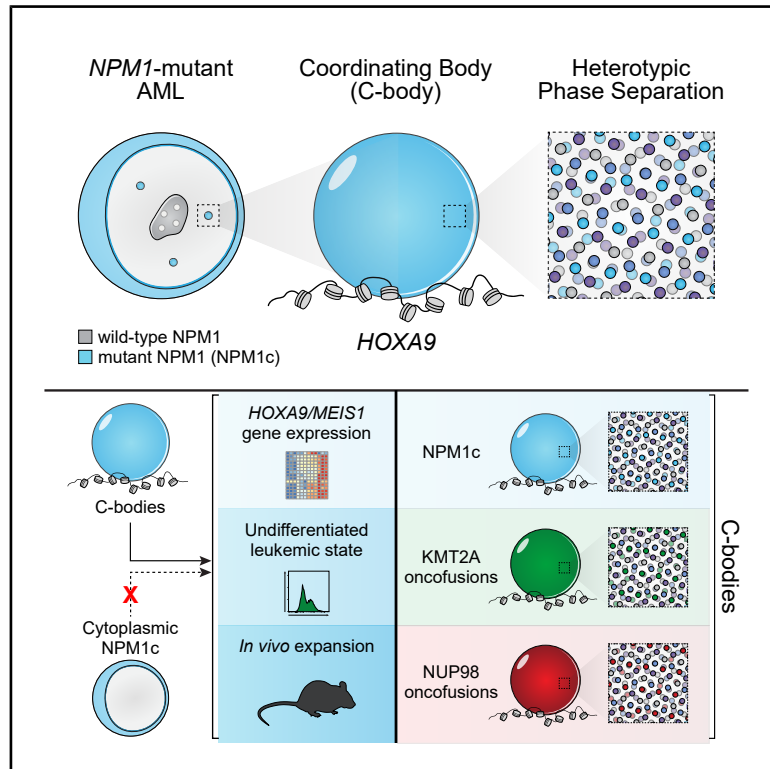 NPM1-mutant
AML
Coordinating Body
(C-body)
Heterotypic
Phase Separation
wild-type NPM1
mutant NPM1 (NPM1c)
HOXA9
C-bodies
X
Cytoplasmic
NPM1c
HOXA9/MEIS1
gene expression
Undifferentiated
leukemic state
In vivo expansion
NPM1c
KMT2A
oncofusions
NUP98
oncofusions
C-bodies